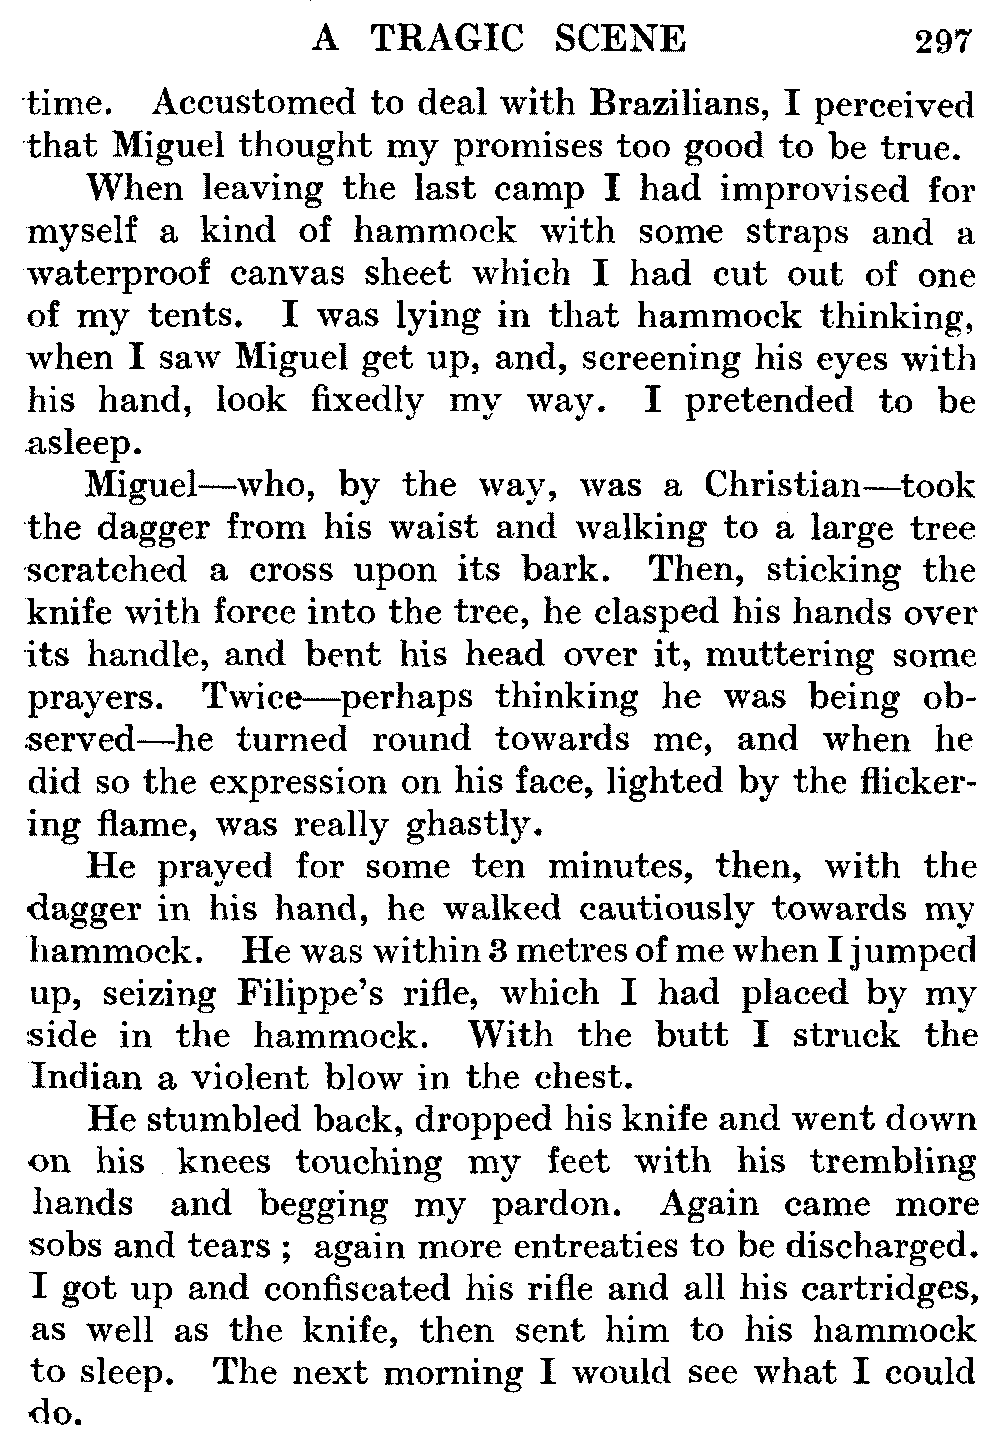 A TRAGIC SCENE 297
time. Accustomed to deal with Brazilians, I perceived
that Miguel thought my promises too good to be true.
When leaving the last camp I had improvised for
myself a kind of hammock with some straps and a
waterproof canvas sheet which I had cut out of one
of my tents. I was lying in that hammock thinking,
when I saw Miguel get up, and, screening his eyes with
his hand, look fixedly my way. I pretended to be
asleep.
Miguel—who, by the way, was a Christian—took
the dagger from his waist and walking to a large tree
scratched a cross upon its bark. Then, sticking the
knife with force into the tree, he clasped his hands over
its handle, and bent his head over it, muttering some
prayers. Twice—perhaps thinking he was being ob-
served—he turned round towards me, and when he
did so the expression on his face, lighted by the flicker-
ing flame, was really ghastly.
He prayed for some ten minutes, then, with the
dagger in his hand, he walked cautiously towards my
hammock. He was within 3 metres of me when I jumped
up, seizing Filippe's rifle, which I had placed by my
side in the hammock. With the butt I struck the
Indian a violent blow in the chest.
He stumbled back, dropped his knife and went down
on his knees touching my feet with his trembling
hands and begging my pardon. Again came more
sobs and tears ; again more entreaties to be discharged.
I got up and confiscated his rifle and all his cartridges,
as well as the knife, then sent him to his hammock
to sleep. The next morning I would see what I could
do.